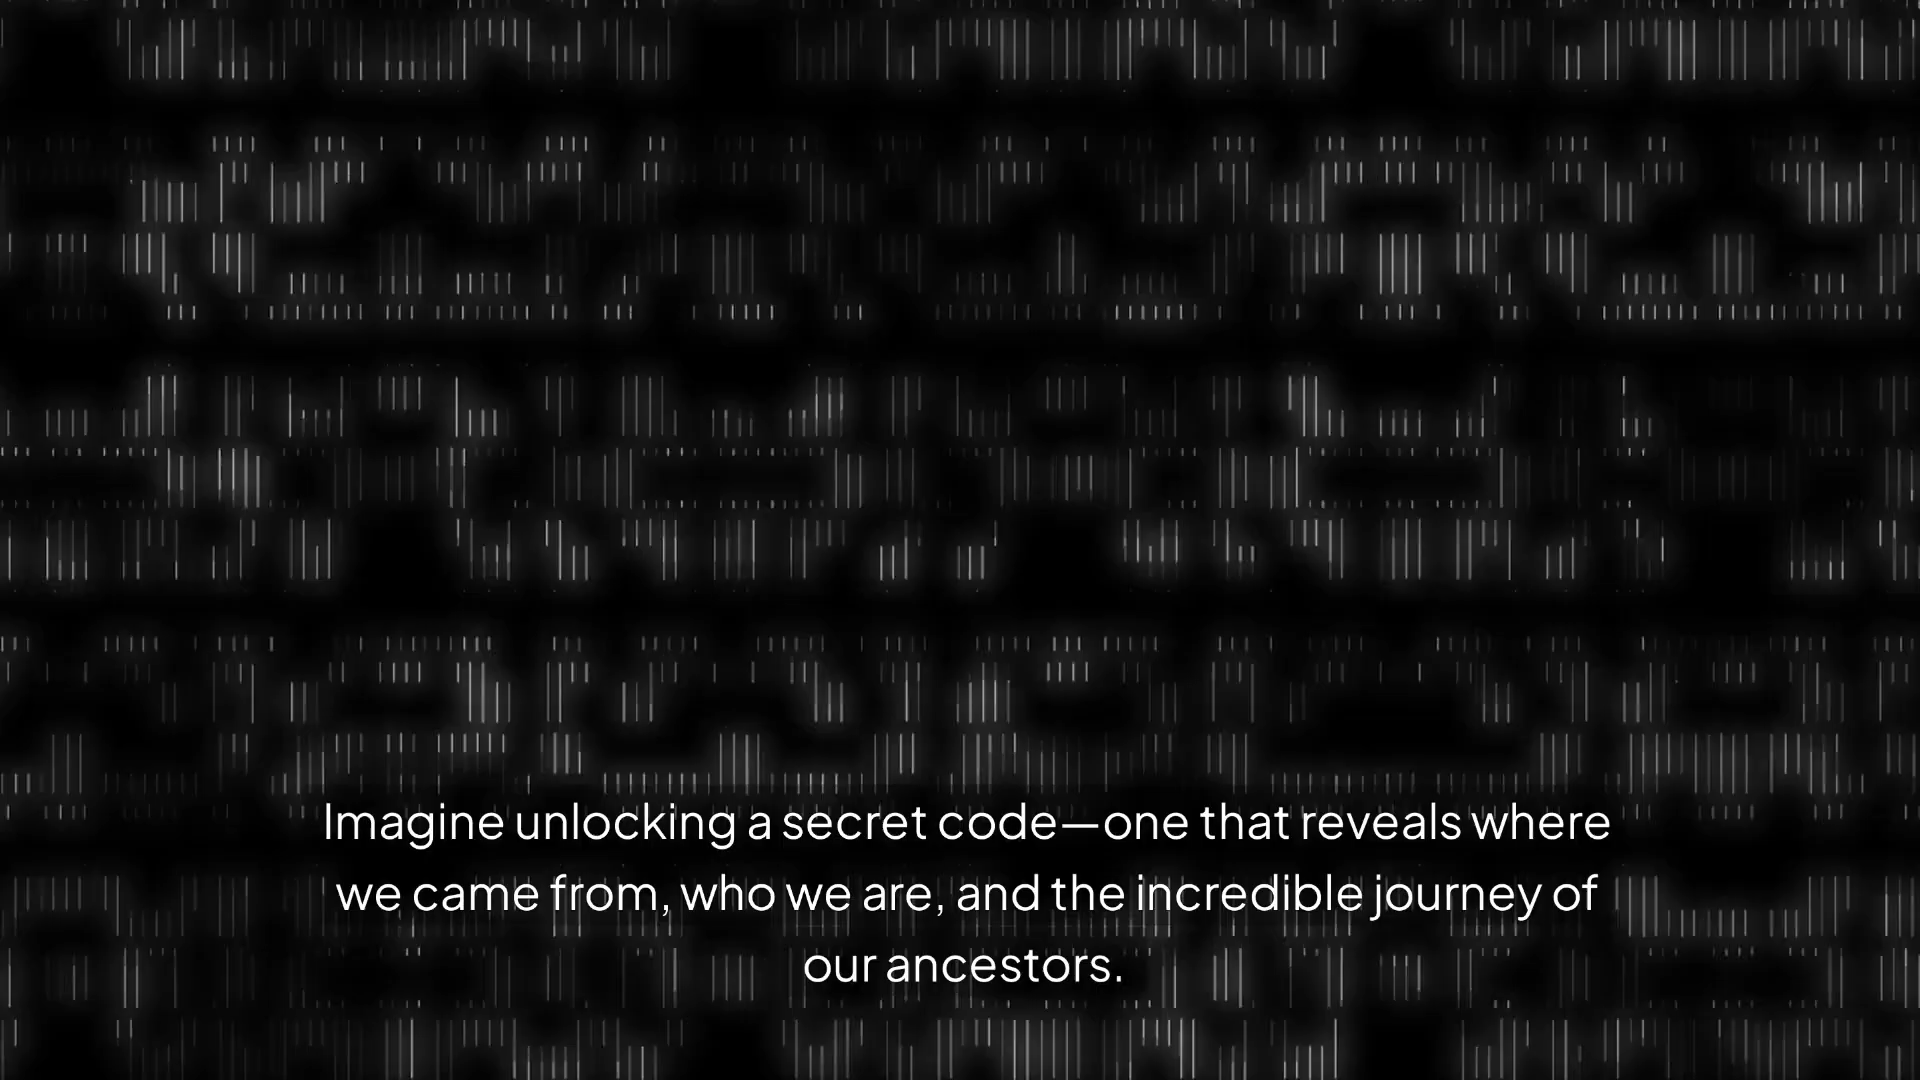 Imagine unlocking a secret code—one that reveals where
we came from, who we are, and the incredible journey of
our ancestors.